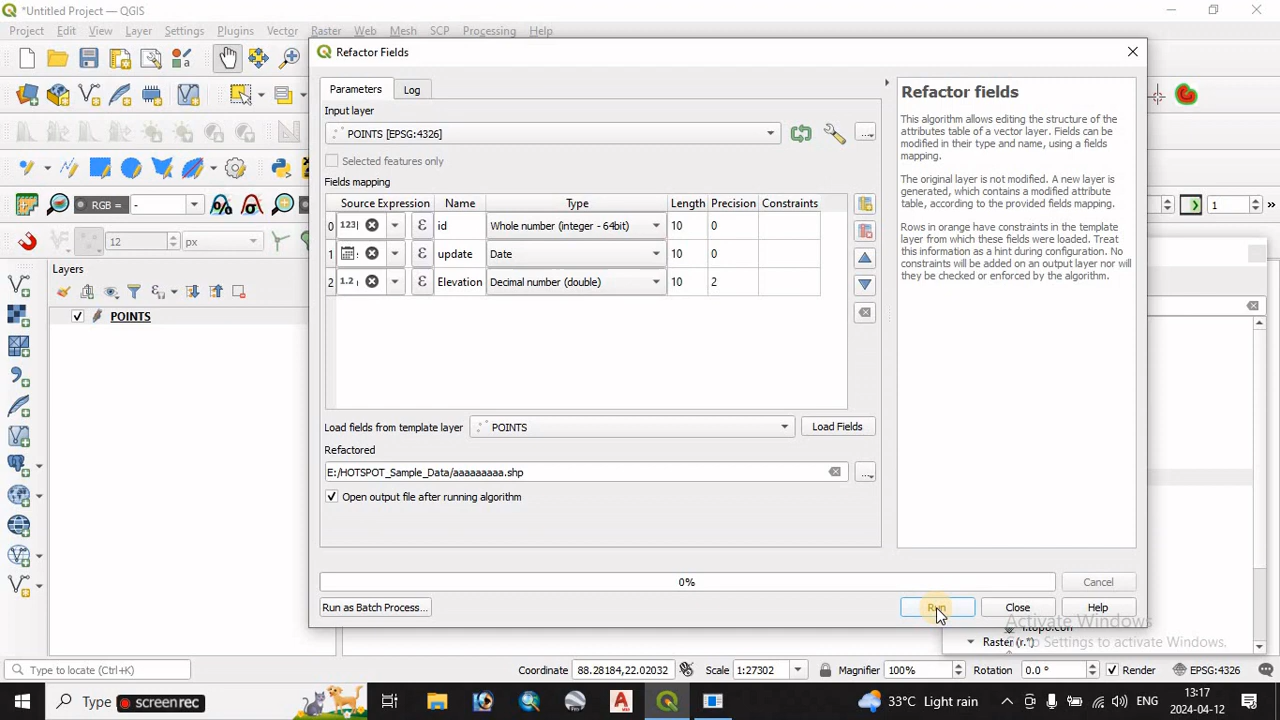 *Untitled Project — QGIS
Project Edit View Layer Settings Plugins Vector Raster Web Mesh SCP Processing Help
Refactor Fields
Parameters Log
Input layer
POINTS [EPSG:4326]
...
Selected features only
Fields mapping
Source Expression Name Type Length Precision Constraints
0 123 id Whole number (integer - 64bit) 10 0
1 update Date 10 0
2 1.2 Elevation Decimal number (double) 10 2
Load fields from template layer POINTS Load Fields
Refactored
E:/HOTSPOT_Sample_Data/aaaaaaaaa.shp
...
Open output file after running algorithm
0% Cancel
Run as Batch Process... Run Close Help
Refactor fields
This algorithm allows editing the structure of the
attributes table of a vector layer. Fields can be
modified in their type and name, using a fields
mapping.
The original layer is not modified. A new layer is
generated, which contains a modified attribute
table, according to the provided fields mapping.
Rows in orange have constraints in the template
layer from which these fields were loaded. Treat
this information as a hint during configuration. No
constraints will be added on an output layer nor will
they be checked or enforced by the algorithm.
RGB = -
1
12 px
Layers
POINTS
Raster (r.*)
Activate Windows
Go to Settings to activate Windows.
Type to locate (Ctrl+K) Coordinate 88.28184,22.02032 Scale 1:27302 Magnifier 100% Rotation 0.0 ° Render EPSG:4326
Type screenrec 33°C Light rain ENG 13:17
2024-04-12